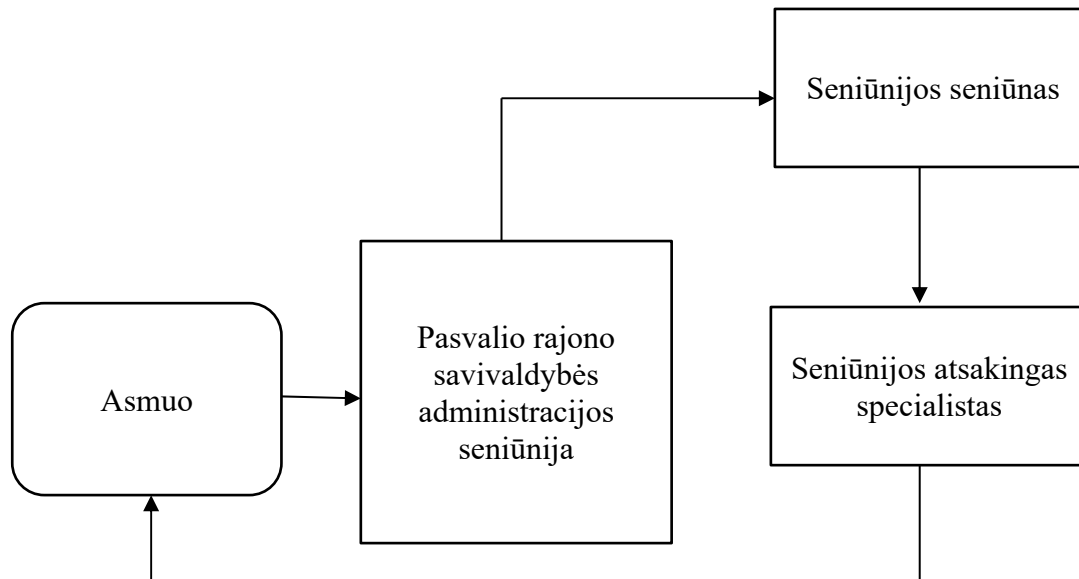 Seniūnijos seniūnas
Asmuo
Pasvalio rajono
savivaldybės
administracijos
seniūnija
Seniūnijos atsakingas
specialistas